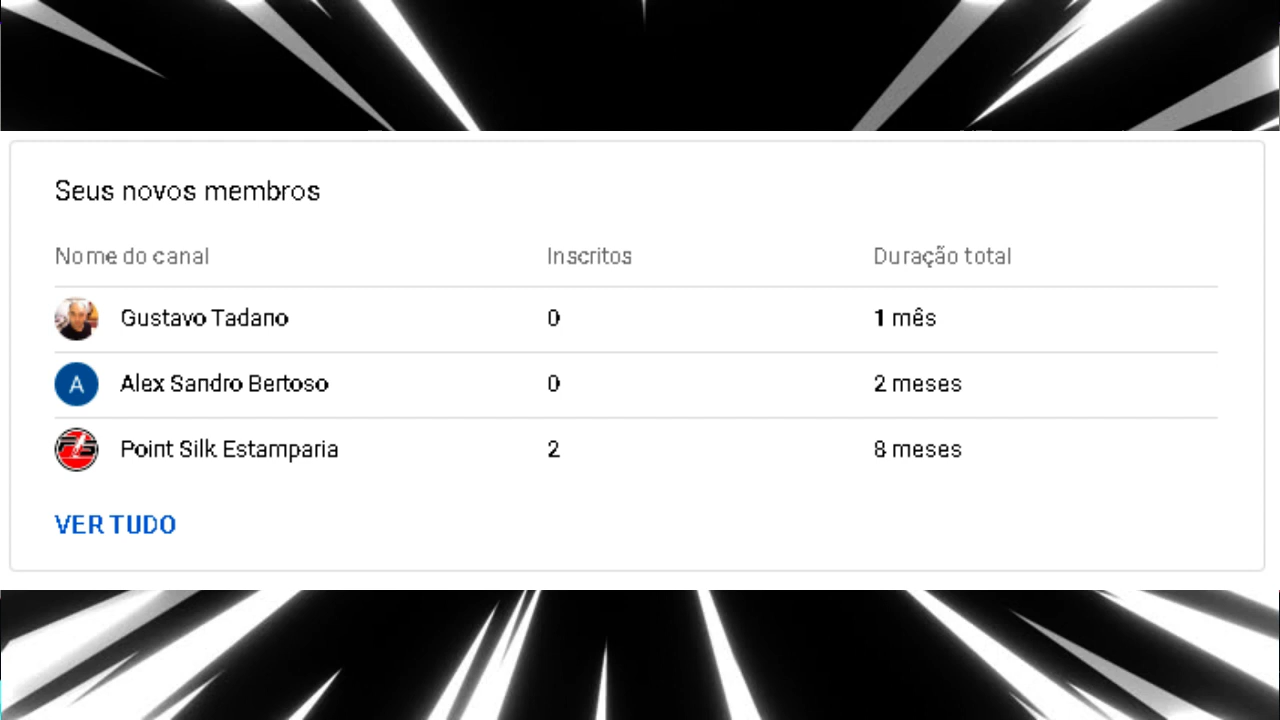 Seus novos membros
Nome do canal Inscritos Duração total
Gustavo Tadano 0 1 mês
A Alex Sandro Bertoso 0 2 meses
Point Silk Estamparia 2 8 meses
VER TUDO